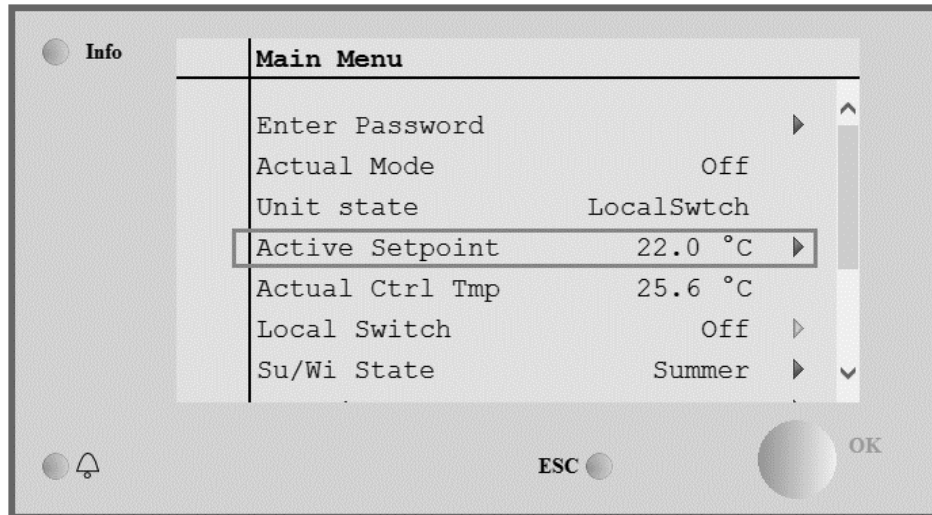 Info
Main Menu
Enter Password
Actual Mode Off
Unit state LocalSwtch
Active Setpoint 22.0 °C
Actual Ctrl Tmp 25.6 °C
Local Switch Off
Su/Wi State Summer
ESC
OK